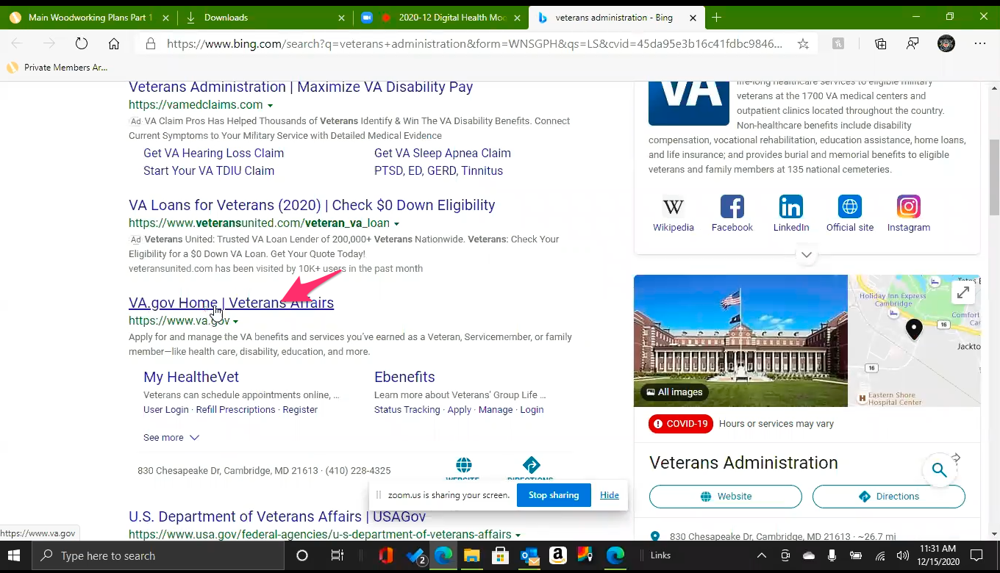 Main Woodworking Plans Part 1
Downloads
2020-12 Digital Health Moc
veterans administration - Bing
https://www.bing.com/search?q=veterans+administration&form=WNSGPH&qs=LS&cvid=45da95e3b16c41fdbc9846...
Private Members Ar...
Veterans Administration | Maximize VA Disability Pay
https://vamedclaims.com
Ad VA Claim Pros Has Helped Thousands of Veterans Identify & Win The VA Disability Benefits. Connect
Current Symptoms to Your Military Service with Detailed Medical Evidence
Get VA Hearing Loss Claim
Get VA Sleep Apnea Claim
Start Your VA TDIU Claim
PTSD, ED, GERD, Tinnitus
VA Loans for Veterans (2020) | Check $0 Down Eligibility
https://www.veteransunited.com/veteran_va_loan
Ad Veterans United: Trusted VA Loan Lender of 200,000+ Veterans Nationwide. Veterans: Check Your
Eligibility for a $0 Down VA Loan. Get Your Quote Today!
veteransunited.com has been visited by 10K+ users in the past month
VA.gov Home | Veterans Affairs
https://www.va.gov
Apply for and manage the VA benefits and services you've earned as a Veteran, Servicemember, or family
member—like health care, disability, education, and more.
My HealtheVet
Veterans can schedule appointments online, ...
User Login · Refill Prescriptions · Register
Ebenefits
Learn more about Veterans' Group Life ...
Status Tracking · Apply · Manage · Login
See more
830 Chesapeake Dr, Cambridge, MD 21613 · (410) 228-4325
WEBSITE
DIRECTIONS
zoom.us is sharing your screen.
Stop sharing
Hide
U.S. Department of Veterans Affairs | USAGov
https://www.usa.gov/federal-agencies/u-s-department-of-veterans-affairs
https://www.va.gov
VA
life-long healthcare services to eligible military
veterans at the 1700 VA medical centers and
outpatient clinics located throughout the country.
Non-healthcare benefits include disability
compensation, vocational rehabilitation, education assistance, home loans,
and life insurance; and provides burial and memorial benefits to eligible
veterans and family members at 135 national cemeteries.
W
Wikipedia
Facebook
LinkedIn
Official site
Instagram
All images
Holiday Inn Express
Cambridge
Comfort
16
Jackto
16
Eastern Shore
Hospital Center
COVID-19
Hours or services may vary
Veterans Administration
Website
Directions
830 Chesapeake Dr, Cambridge, MD 21613 · ~26.7 mi
Type here to search
2
Links
11:31 AM
12/15/2020